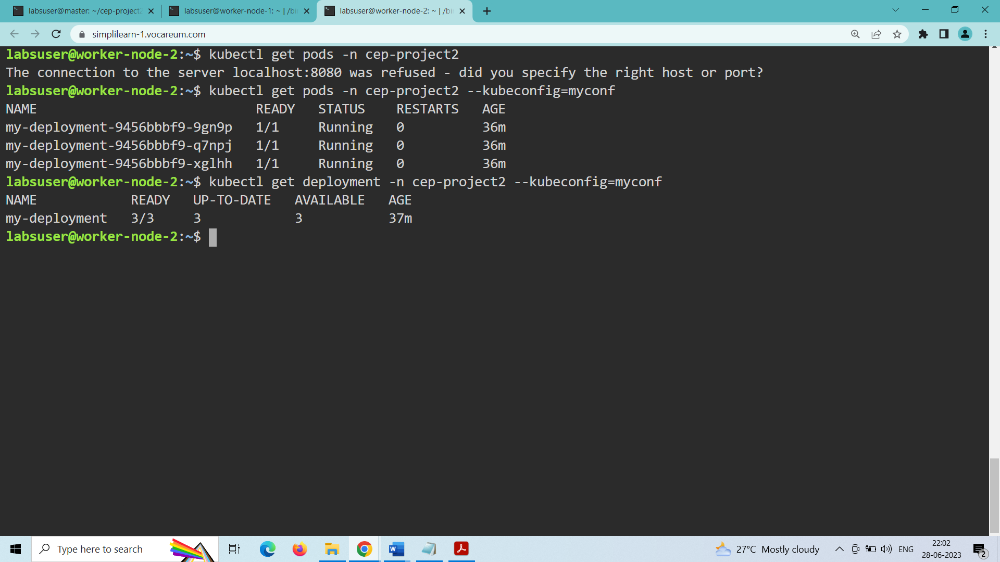 labsuser@master: ~/cep-project2
labsuser@worker-node-1: ~ | /bi
labsuser@worker-node-2: ~ | /bi
simplilearn-1.vocareum.com
labsuser@worker-node-2:~$ kubectl get pods -n cep-project2
The connection to the server localhost:8080 was refused - did you specify the right host or port?
labsuser@worker-node-2:~$ kubectl get pods -n cep-project2 --kubeconfig=myconf
NAME READY STATUS RESTARTS AGE
my-deployment-9456bbbf9-9gn9p 1/1 Running 0 36m
my-deployment-9456bbbf9-q7npj 1/1 Running 0 36m
my-deployment-9456bbbf9-xglhh 1/1 Running 0 36m
labsuser@worker-node-2:~$ kubectl get deployment -n cep-project2 --kubeconfig=myconf
NAME READY UP-TO-DATE AVAILABLE AGE
my-deployment 3/3 3 3 37m
labsuser@worker-node-2:~$
Type here to search
27°C Mostly cloudy
ENG
22:02
28-06-2023
2